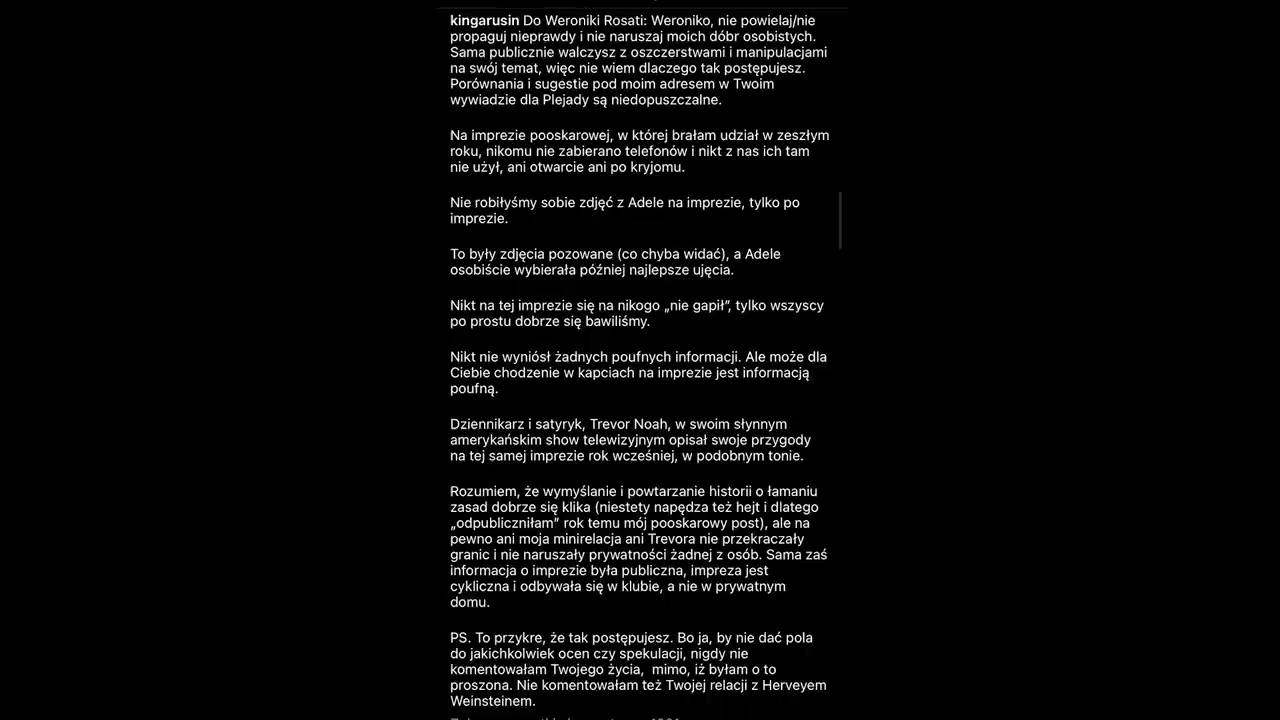 kingarusin Do Weroniki Rosati: Weroniko, nie powielaj/nie
propaguj nieprawdy i nie naruszaj moich dóbr osobistych.
Sama publicznie walczysz z oszczerstwami i manipulacjami
na swój temat, więc nie wiem dlaczego tak postępujesz.
Porównania i sugestie pod moim adresem w Twoim
wywiadzie dla Plejady są niedopuszczalne.
Na imprezie pooskarowej, w której brałam udział w zeszłym
roku, nikomu nie zabierano telefonów i nikt z nas ich tam
nie użył, ani otwarcie ani po kryjomu.
Nie robiłyśmy sobie zdjęć z Adele na imprezie, tylko po
imprezie.
To były zdjęcia pozowane (co chyba widać), a Adele
osobiście wybierała później najlepsze ujęcia.
Nikt na tej imprezie się na nikogo „nie gapił”, tylko wszyscy
po prostu dobrze się bawiliśmy.
Nikt nie wyniósł żadnych poufnych informacji. Ale może dla
Ciebie chodzenie w kapciach na imprezie jest informacją
poufną.
Dziennikarz i satyryk, Trevor Noah, w swoim słynnym
amerykańskim show telewizyjnym opisał swoje przygody
na tej samej imprezie rok wcześniej, w podobnym tonie.
Rozumiem, że wymyślanie i powtarzanie historii o łamaniu
zasad dobrze się klika (niestety napędza też hejt i dlatego
„odpubliczniłam” rok temu mój pooskarowy post), ale na
pewno ani moja minirelacja ani Trevora nie przekraczały
granic i nie naruszały prywatności żadnej z osób. Sama zaś
informacja o imprezie była publiczna, impreza jest
cykliczna i odbywała się w klubie, a nie w prywatnym
domu.
PS. To przykre, że tak postępujesz. Bo ja, by nie dać pola
do jakichkolwiek ocen czy spekulacji, nigdy nie
komentowałam Twojego życia, mimo, iż byłam o to
proszona. Nie komentowałam też Twojej relacji z Herveyem
Weinsteinem.